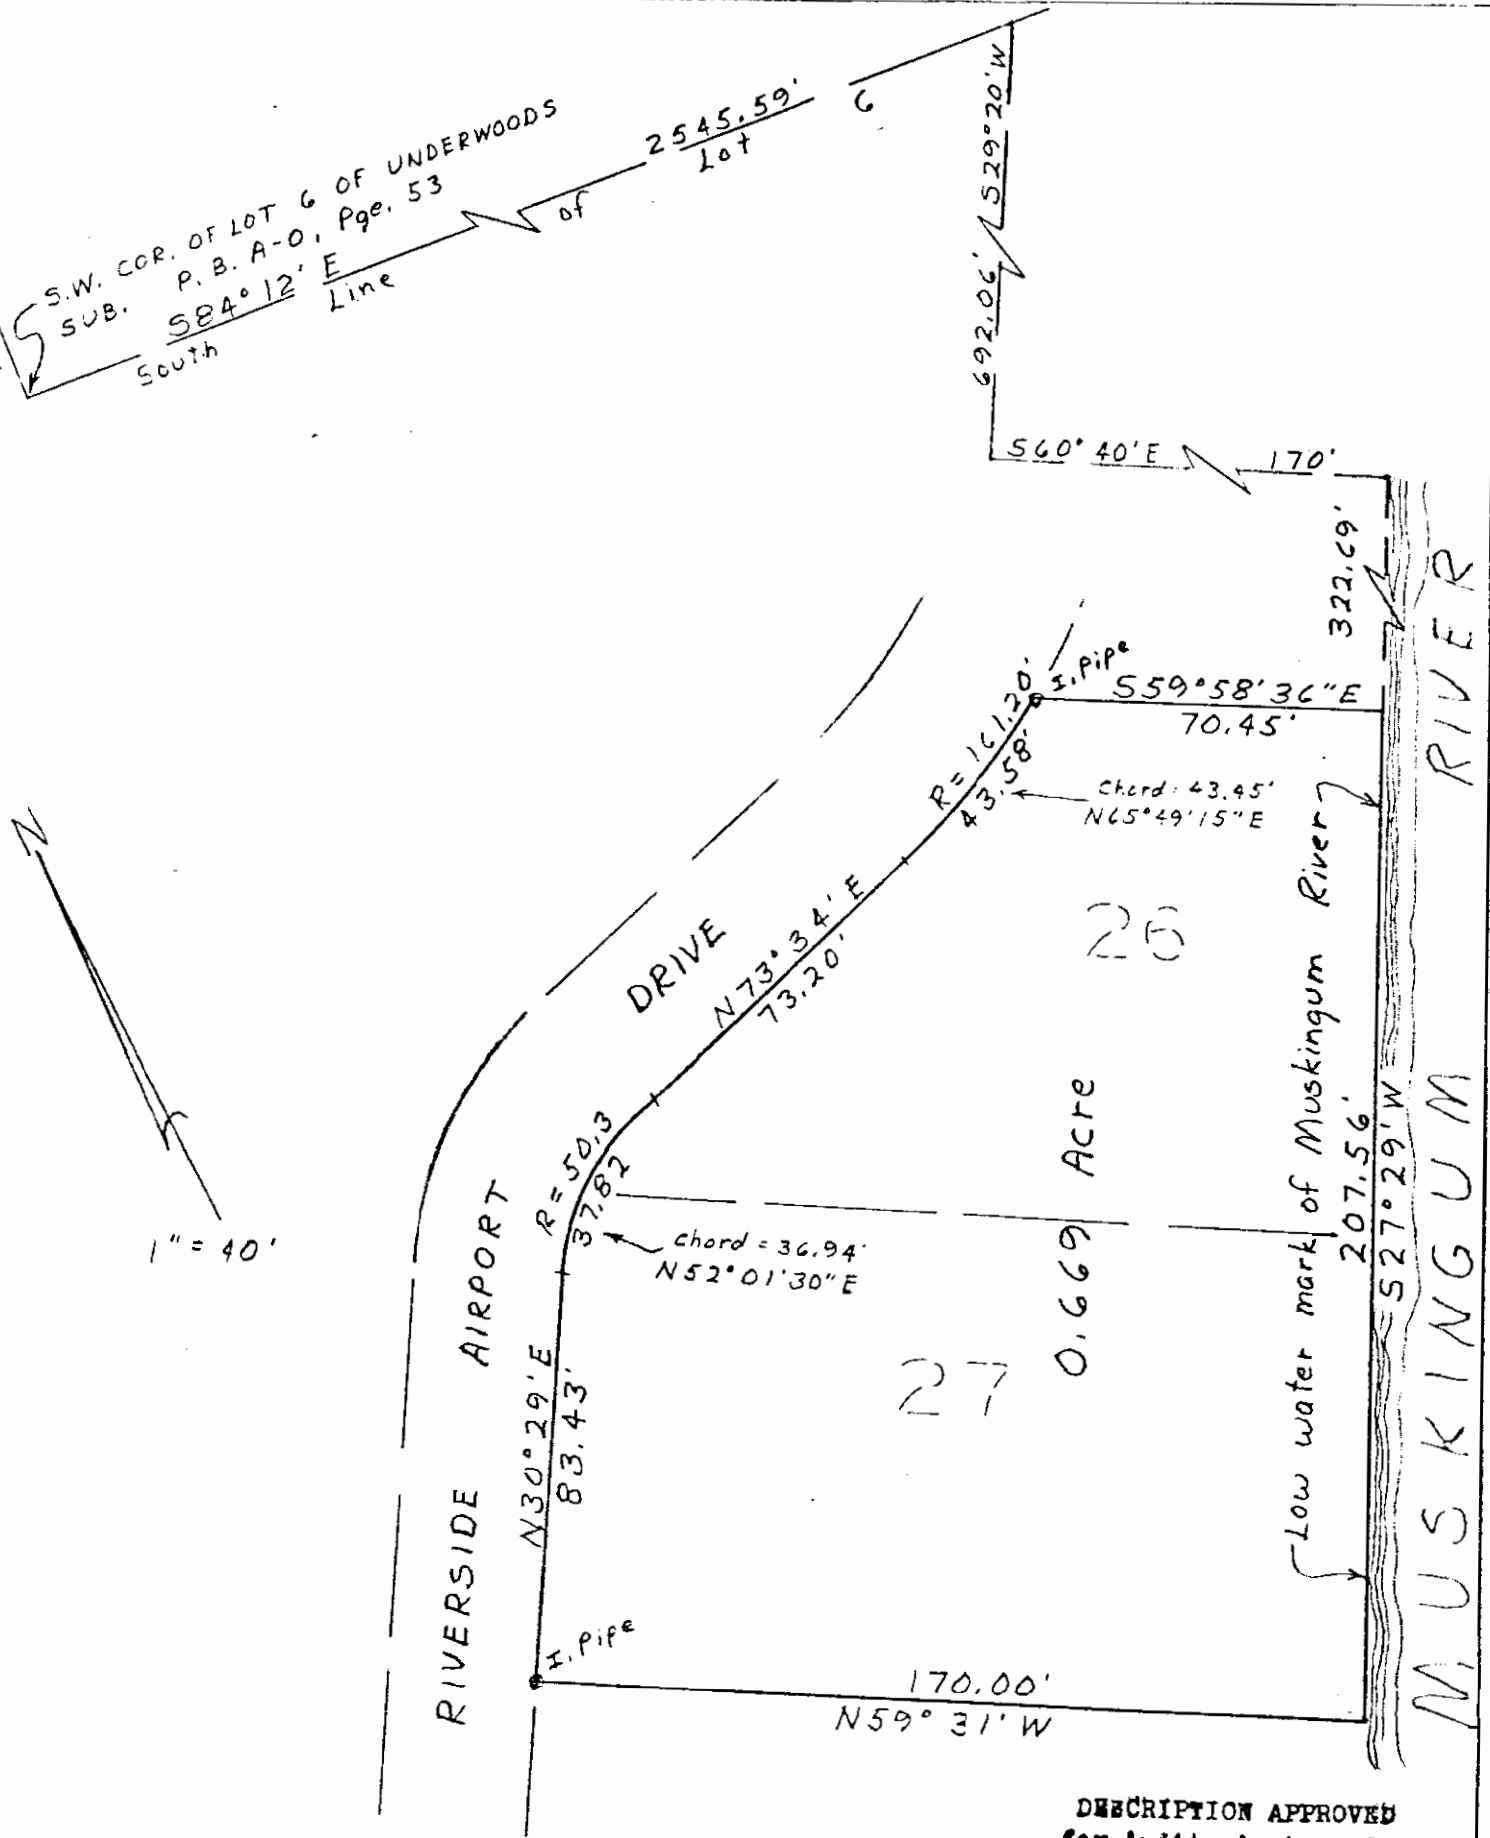 S.W. COR. OF LOT 6 OF UNDERWOODS
SUB. P.B. A-O, Pge. 53
S84° 12' E
2545.59'
South Line of Lot 6
S29°20'W
692.06'
S60° 40'E 170'
322.69'
I. Pipe
S59°58'36"E
70.45'
R = 161.20'
43.58'
Chord: 43.45'
N65°49'15"E
N
1" = 40'
DRIVE
N73° 34' E
73.20'
26
Low water mark of Muskingum River
207.56'
S27°29'W
MUSKINGUM RIVER
R = 50.3
37.82
chord = 36.94'
N52°01'30"E
0.669 Acre
27
RIVERSIDE AIRPORT
N30°29'E
83.43'
I. Pipe
170.00'
N59° 31' W
DESCRIPTION APPROVED